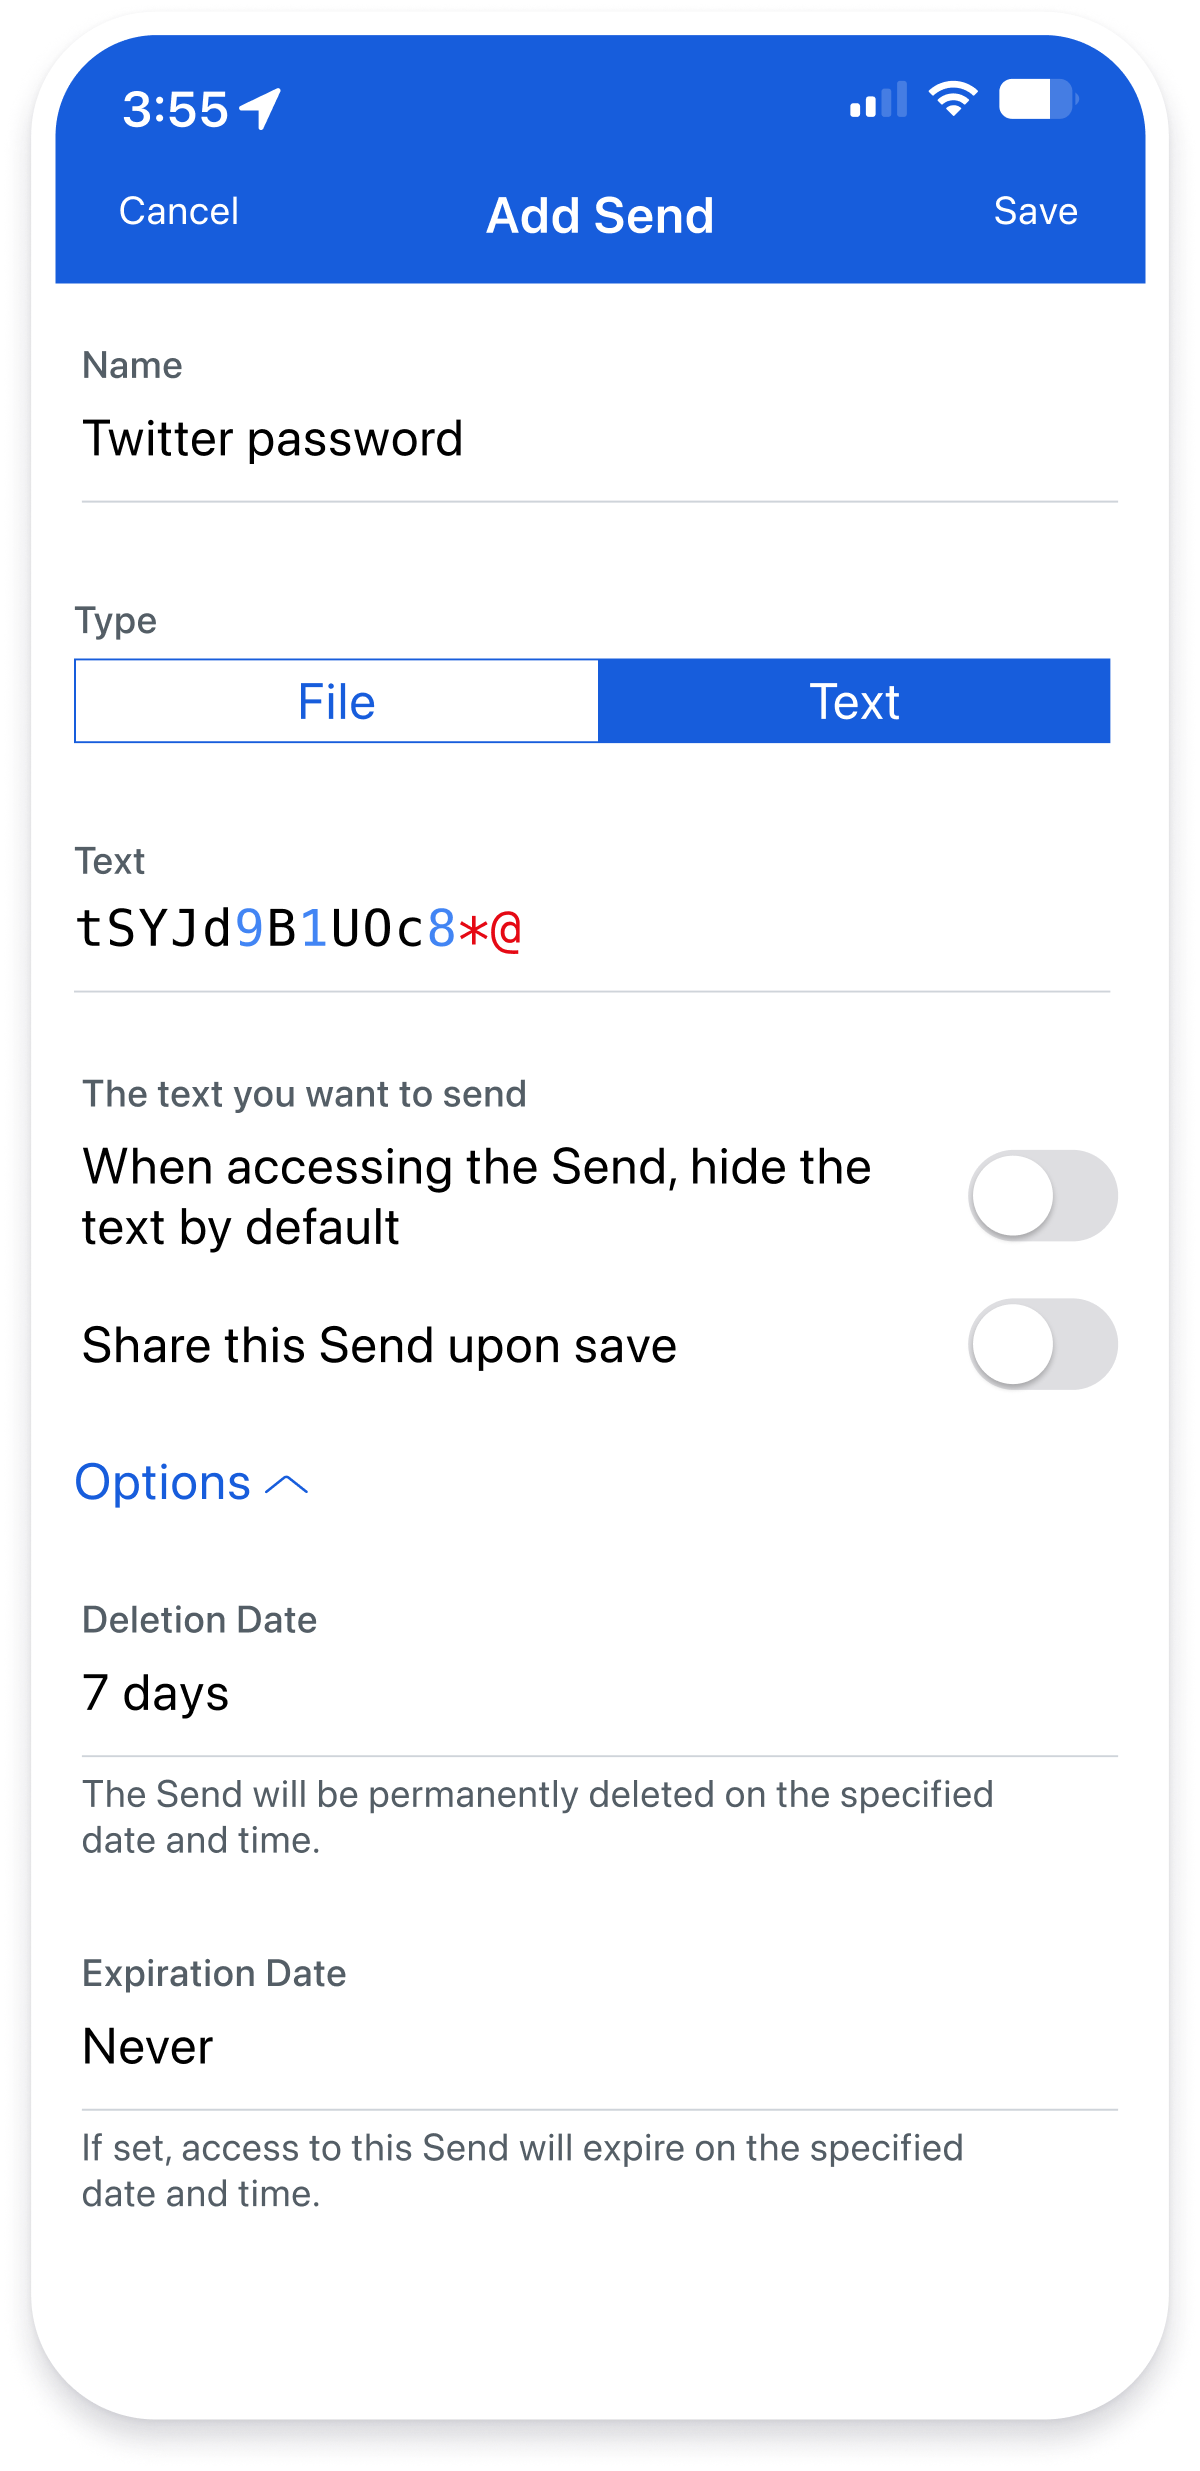 3:55
Cancel Add Send Save
Name
Twitter password
Type
File Text
Text
tSYJd9B1UOc8*@
The text you want to send
When accessing the Send, hide the
text by default
Share this Send upon save
Options
Deletion Date
7 days
The Send will be permanently deleted on the specified
date and time.
Expiration Date
Never
If set, access to this Send will expire on the specified
date and time.